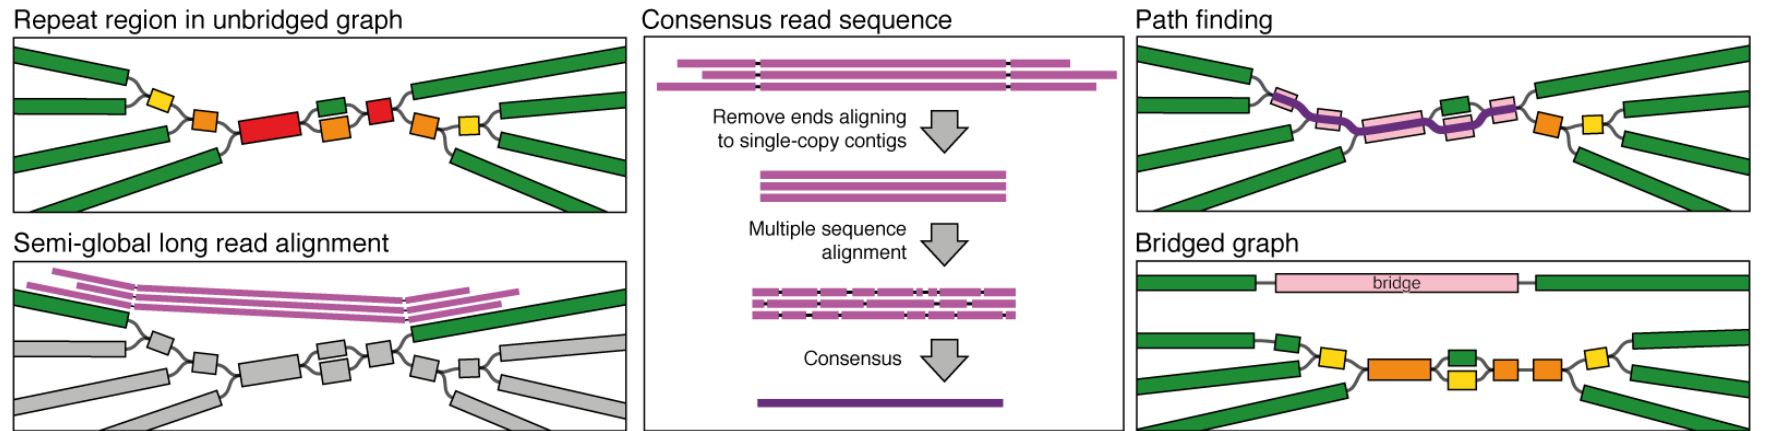 Repeat region in unbridged graph
Semi-global long read alignment
Consensus read sequence
Remove ends aligning
to single-copy contigs
Multiple sequence
alignment
Consensus
Path finding
Bridged graph
bridge